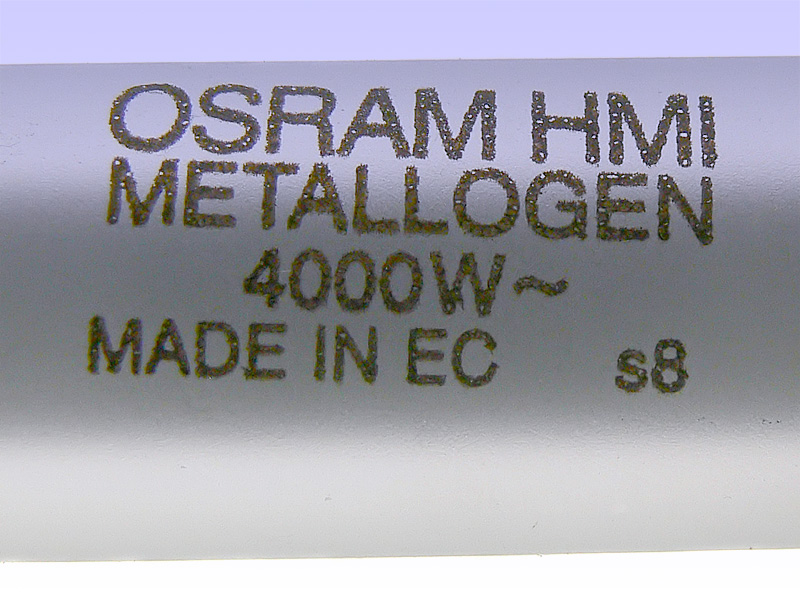 OSRAM HMI
METALLOGEN
4000W~
MADE IN EC s8